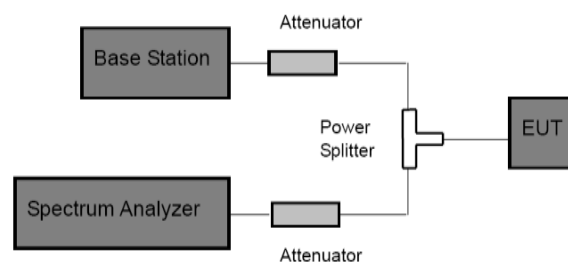 Attenuator
Base Station
Power
Splitter
EUT
Spectrum Analyzer
Attenuator